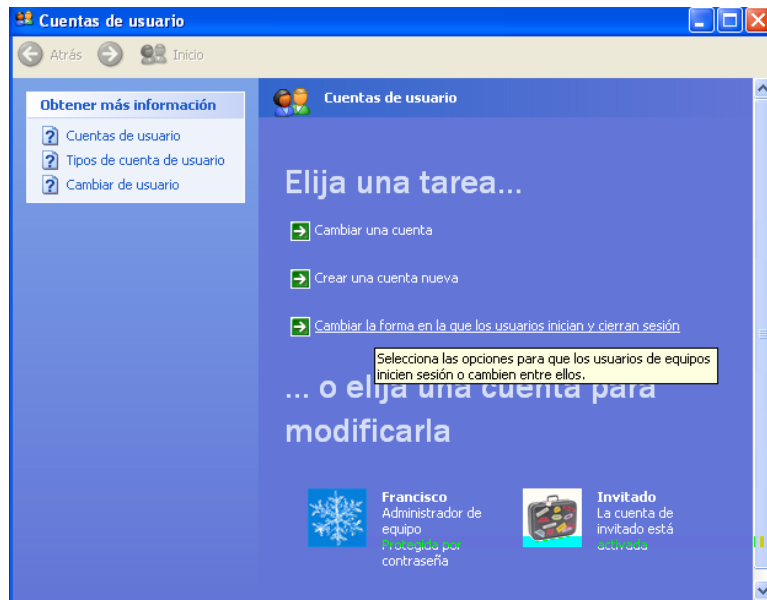 Cuentas de usuario
Atrás
Inicio
Obtener más información
Cuentas de usuario
Tipos de cuenta de usuario
Cambiar de usuario
Cuentas de usuario
Elija una tarea...
Cambiar una cuenta
Crear una cuenta nueva
Cambiar la forma en la que los usuarios inician y cierran sesión
Selecciona las opciones para que los usuarios de equipos
inicien sesión o cambien entre ellos.
... o elija una cuenta para
modificarla
Francisco
Administrador de
equipo
Protegida por
contraseña
Invitado
La cuenta de
invitado está
activada